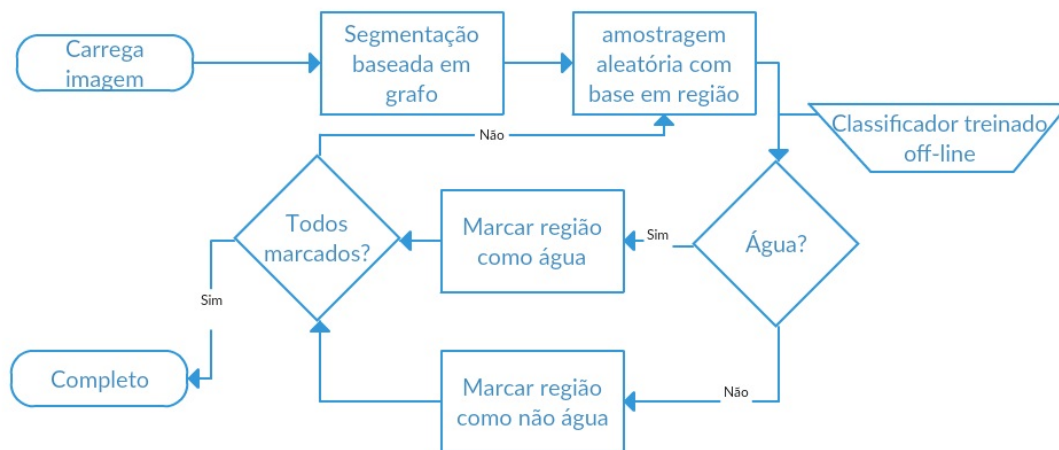 Carrega
imagem
Segmentação
baseada em
grafo
amostragem
aleatória com
base em região
Classificador treinado
off-line
Não
Água?
Sim
Marcar região
como água
Todos
marcados?
Sim
Não
Marcar região
como não água
Completo